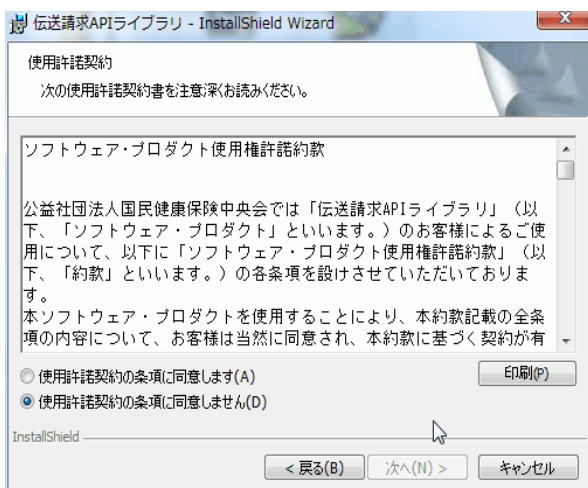 伝送請求APIライブラリ - InstallShield Wizard
使用許諾契約
次の使用許諾契約書を注意深くお読みください。
ソフトウェア・プロダクト使用権許諾約款
公益社団法人国民健康保険中央会では「伝送請求APIライブラリ」（以
下、「ソフトウェア・プロダクト」といいます。）のお客様によるご使
用について、以下に「ソフトウェア・プロダクト使用権許諾約款」（以
下、「約款」といいます。）の各条項を設けさせていただいておりま
す。
本ソフトウェア・プロダクトを使用することにより、本約款記載の全条
項の内容について、お客様は当然に同意され、本約款に基づく契約が有
使用許諾契約の条項に同意します(A)
印刷(P)
使用許諾契約の条項に同意しません(D)
InstallShield
< 戻る(B)
次へ(N) >
キャンセル